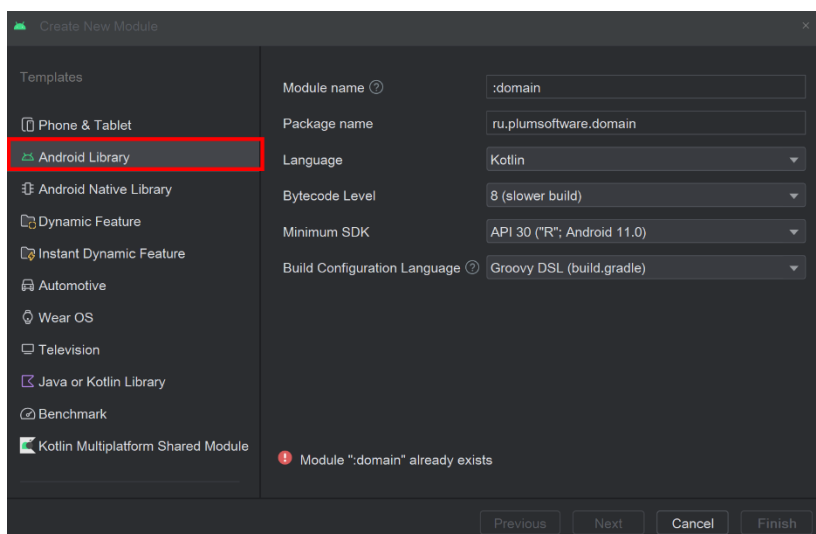 Create New Module
Templates
Phone & Tablet
Android Library
Android Native Library
Dynamic Feature
Instant Dynamic Feature
Automotive
Wear OS
Television
Java or Kotlin Library
Benchmark
Kotlin Multiplatform Shared Module
Module name :domain
Package name ru.plumsoftware.domain
Language Kotlin
Bytecode Level 8 (slower build)
Minimum SDK API 30 ("R"; Android 11.0)
Build Configuration Language Groovy DSL (build.gradle)
Module ":domain" already exists
Previous Next Cancel Finish